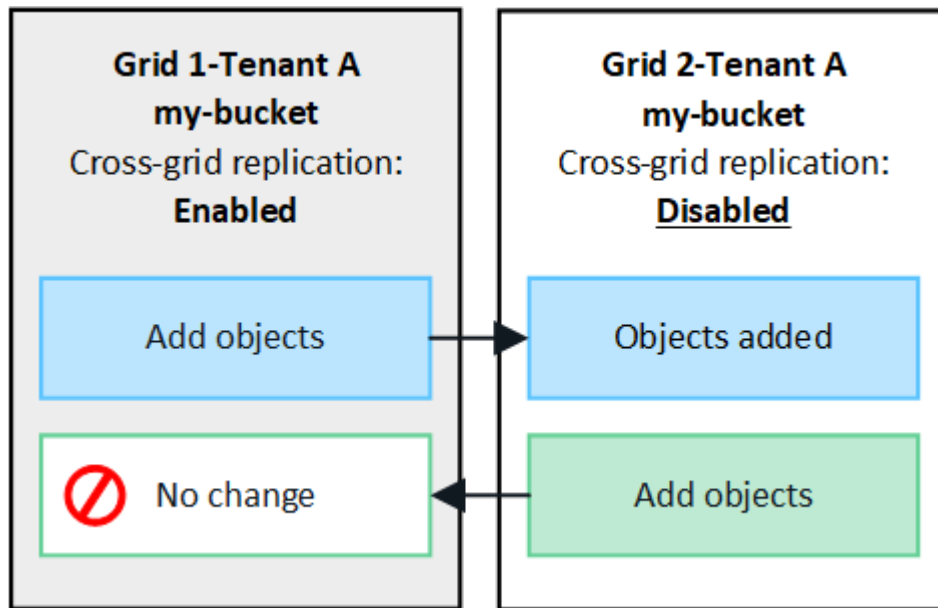 Grid 1-Tenant A
my-bucket
Cross-grid replication:
Enabled
Add objects
No change
Grid 2-Tenant A
my-bucket
Cross-grid replication:
Disabled
Objects added
Add objects